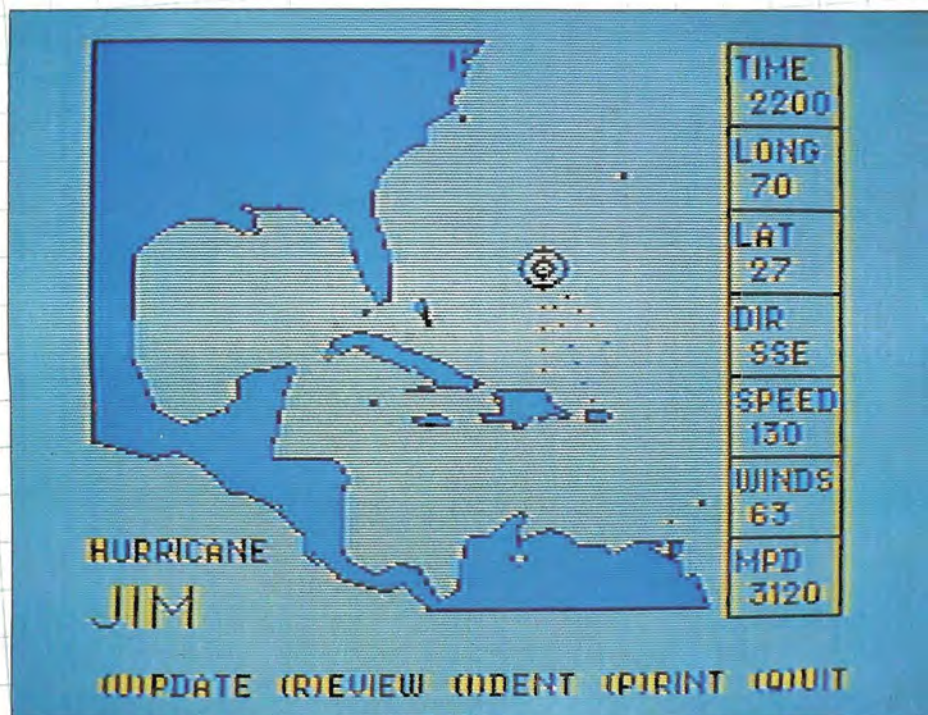 TIME
2200
LONG
70
LAT
27
DIR
SSE
SPEED
130
WINDS
63
MPD
3120
HURRICANE
JIM
(U)PDATE (R)EVIEW (I)DENT (P)RINT (Q)UIT